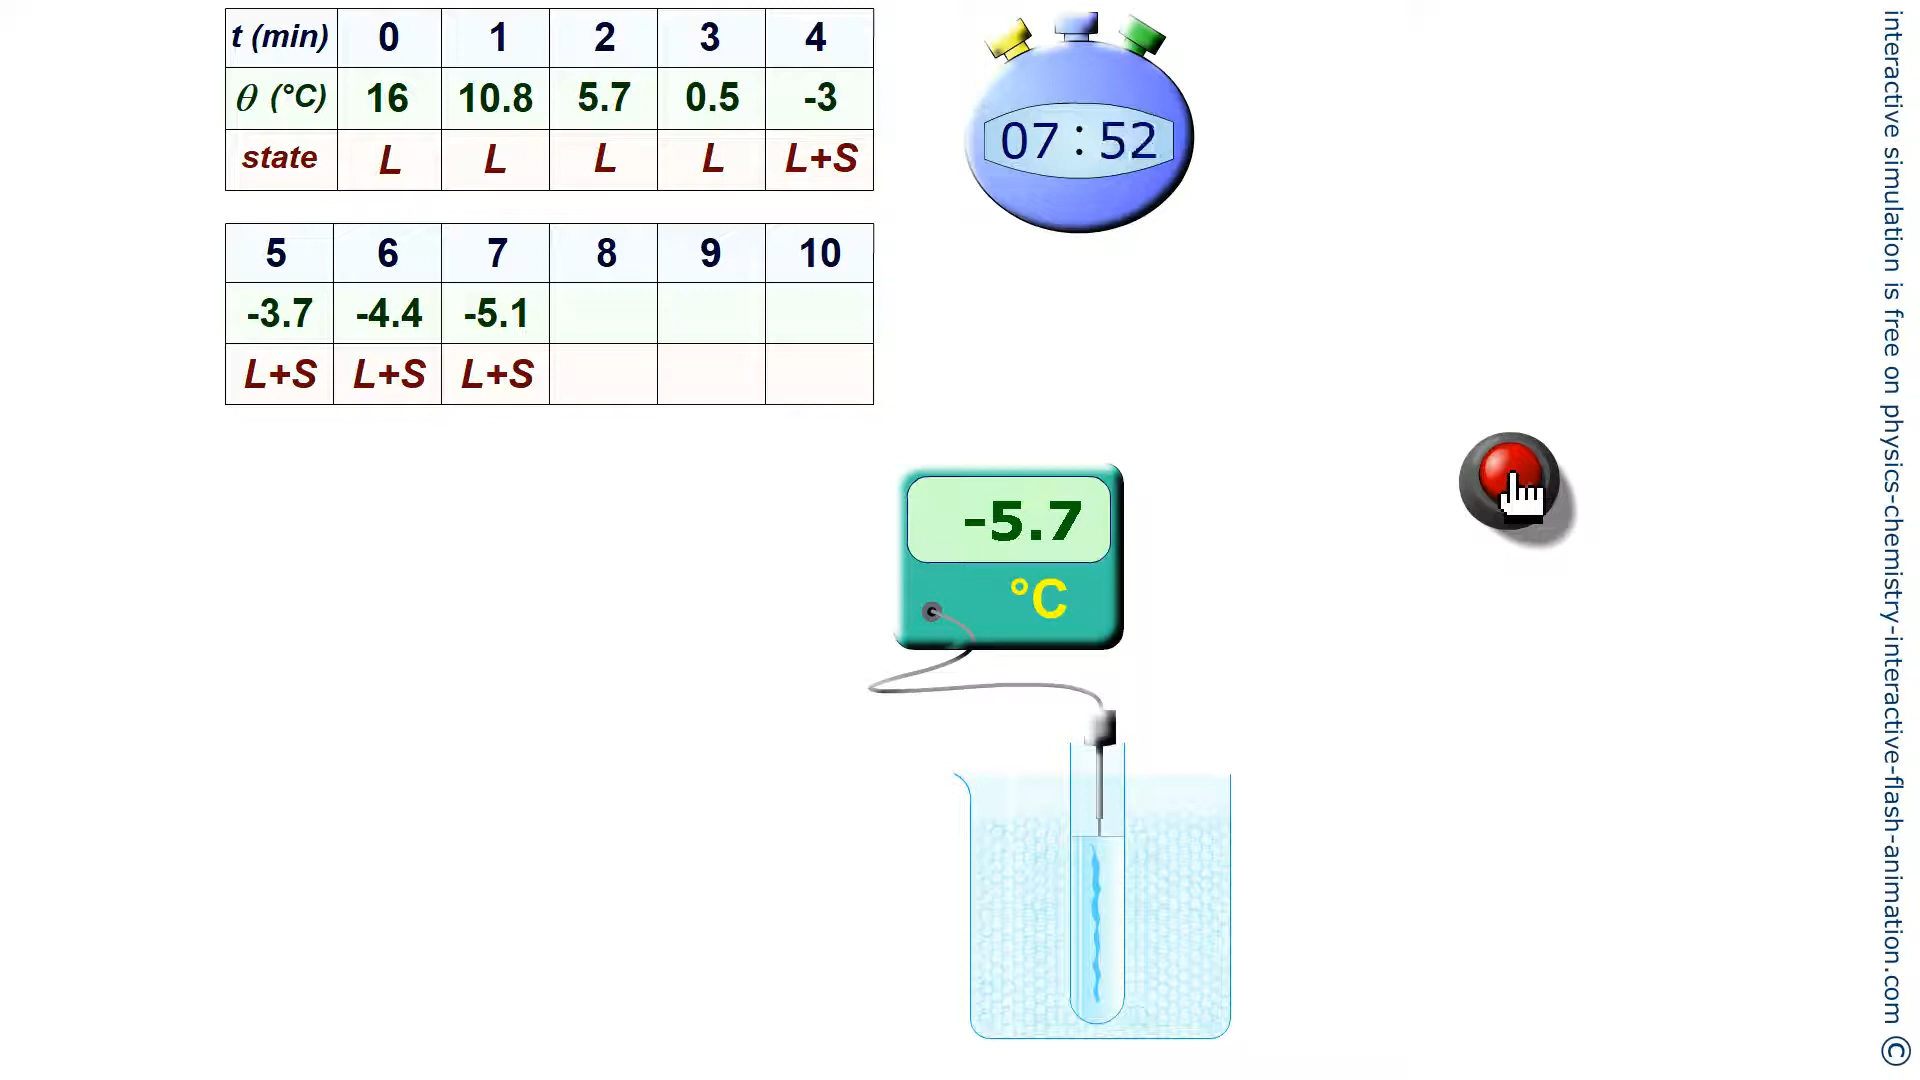 t (min) 0 1 2 3 4
θ (°C) 16 10.8 5.7 0.5 -3
state L L L L L+S
5 6 7 8 9 10
-3.7 -4.4 -5.1
L+S L+S L+S
07:52
-5.7
°C
interactive simulation is free on physics-chemistry-interactive-flash-animation.com ©